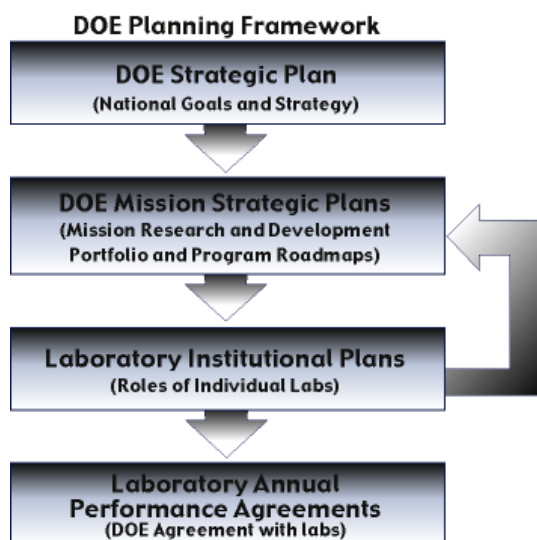 DOE Planning Framework
DOE Strategic Plan
(National Goals and Strategy)
DOE Mission Strategic Plans
(Mission Research and Development
Portfolio and Program Roadmaps)
Laboratory Institutional Plans
(Roles of Individual Labs)
Laboratory Annual
Performance Agreements
(DOE Agreement with labs)